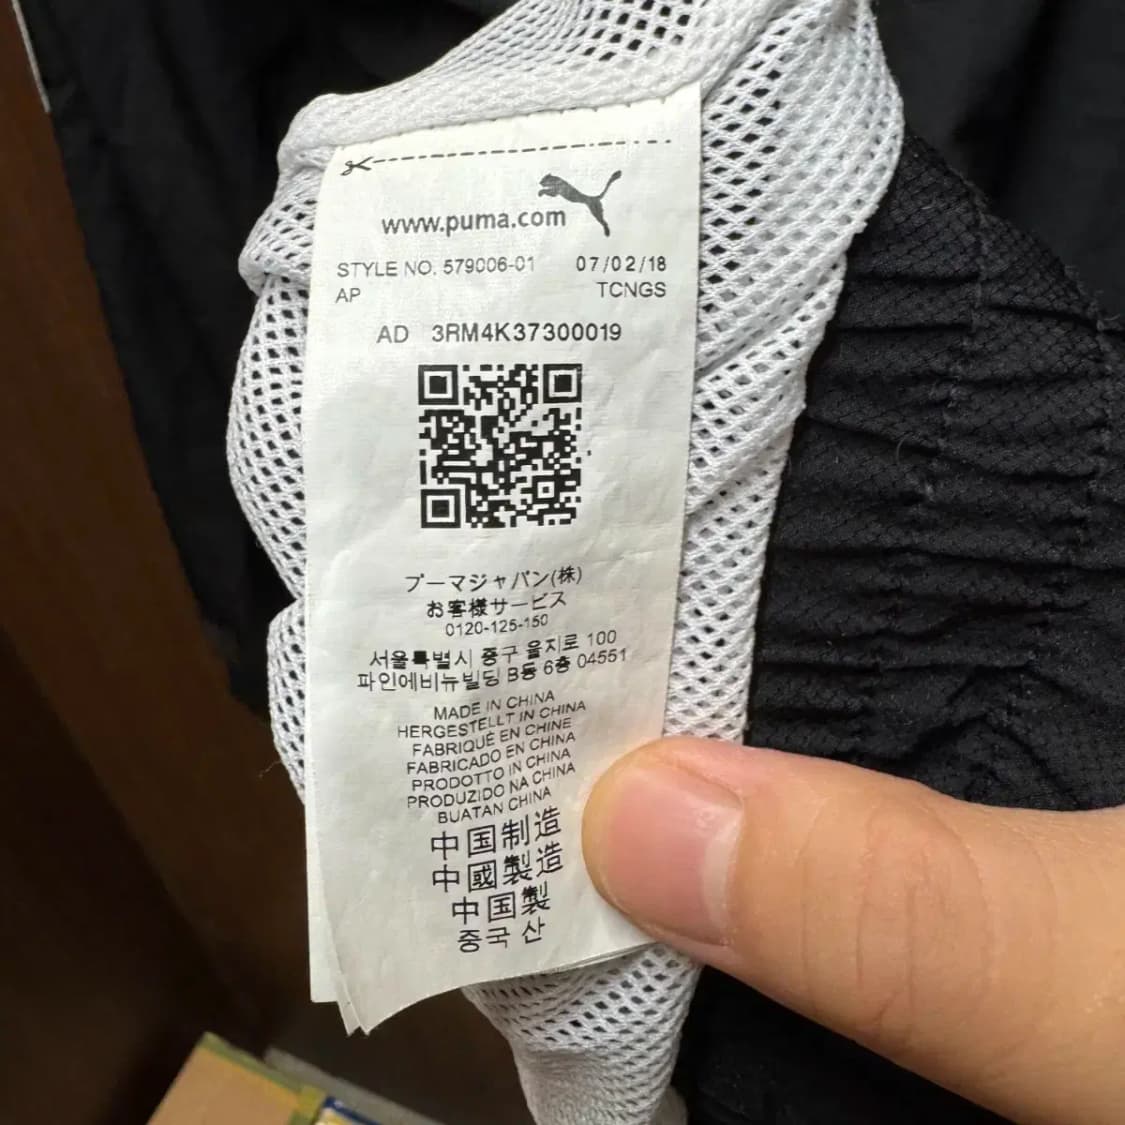 www.puma.com
STYLE NO. 579006-01 07/02/18
AP TCNGS
AD 3RM4K37300019
プーマジャパン(株)
お客様サービス
0120-125-150
서울특별시 중구 을지로 100
파인에비뉴빌딩 B동 6층 04551
MADE IN CHINA
HERGESTELLT IN CHINA
FABRIQUÉ EN CHINE
FABRICADO EN CHINA
PRODOTTO IN CHINA
PRODUZIDO NA CHINA
BUATAN CHINA
中国制造
中國製造
中国製
중국 산